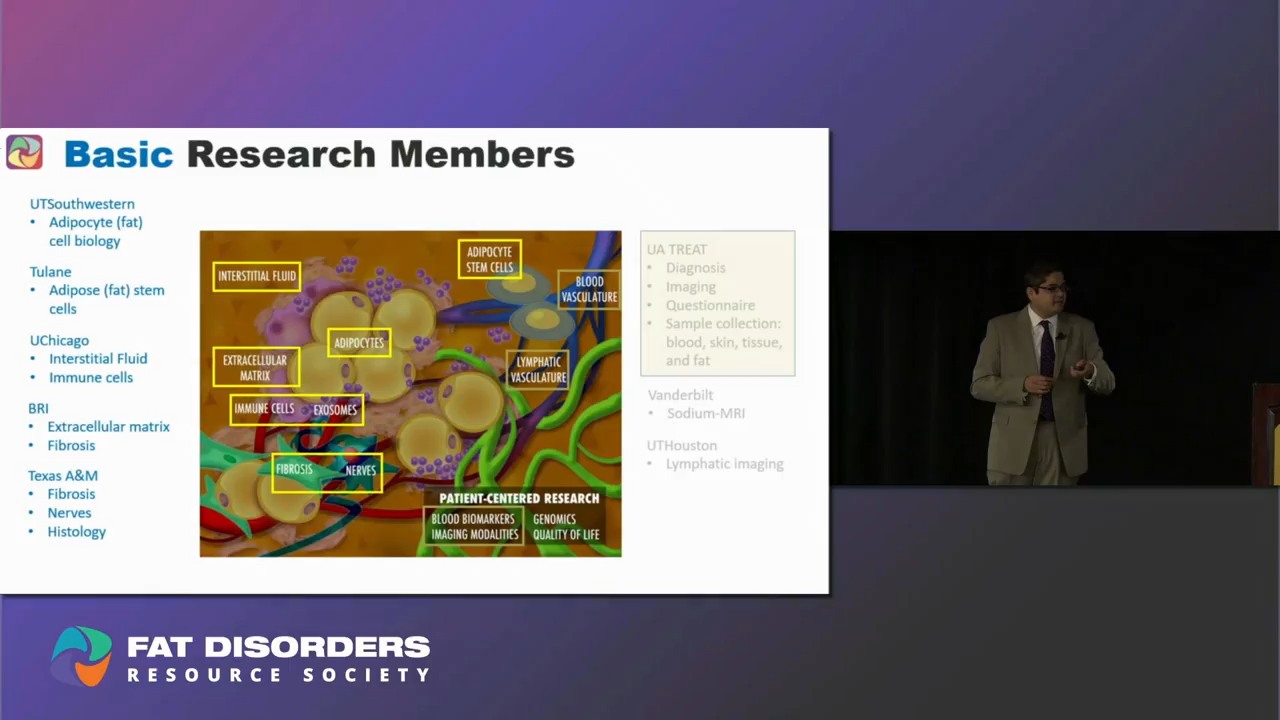 Basic Research Members
UTSouthwestern
• Adipocyte (fat)
cell biology
Tulane
• Adipose (fat) stem
cells
UChicago
• Interstitial Fluid
• Immune cells
BRI
• Extracellular matrix
• Fibrosis
Texas A&M
• Fibrosis
• Nerves
• Histology
INTERSTITIAL FLUID
ADIPOCYTE
STEM CELLS
BLOOD
VASCULATURE
ADIPOCYTES
EXTRACELLULAR
MATRIX
LYMPHATIC
VASCULATURE
IMMUNE CELLS
EXOSOMES
FIBROSIS
NERVES
PATIENT-CENTERED RESEARCH
BLOOD BIOMARKERS
IMAGING MODALITIES
GENOMICS
QUALITY OF LIFE
UA TREAT
• Diagnosis
• Imaging
• Questionnaire
• Sample collection:
blood, skin, tissue,
and fat
Vanderbilt
• Sodium-MRI
UTHouston
• Lymphatic imaging
FAT DISORDERS
RESOURCE SOCIETY